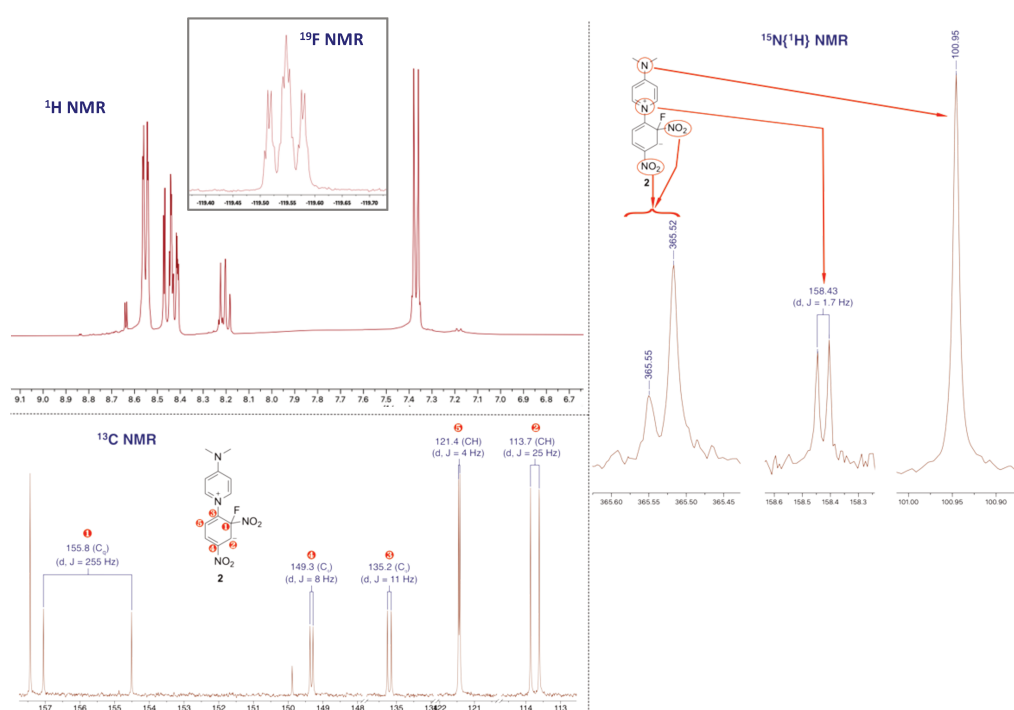 ¹⁹F NMR
-119.40 -119.45 -119.50 -119.55 -119.60 -119.65 -119.70
¹H NMR
9.1 9.0 8.9 8.8 8.7 8.6 8.5 8.4 8.3 8.2 8.1 8.0 7.9 7.8 7.7 7.6 7.5 7.4 7.3 7.2 7.1 7.0 6.9 6.8 6.7
¹⁵N{¹H} NMR
N
N
+
F
NO₂
-
NO₂
2
365.55
365.52
158.43
(d, J = 1.7 Hz)
100.95
365.60 365.55 365.50 365.45
158.6 158.5 158.4 158.3
101.00 100.95 100.90
¹³C NMR
N
N
+
3
F
5
1
NO₂
2
-
4
NO₂
2
1
155.8 (Cq)
(d, J = 255 Hz)
4
(d, J = 8 Hz)
3
(d, J = 11 Hz)
5
121.4 (CH)
(d, J = 4 Hz)
2
113.7 (CH)
(d, J = 25 Hz)
157 156 155 154 153 152 151 150 149 148 135 121 114 113